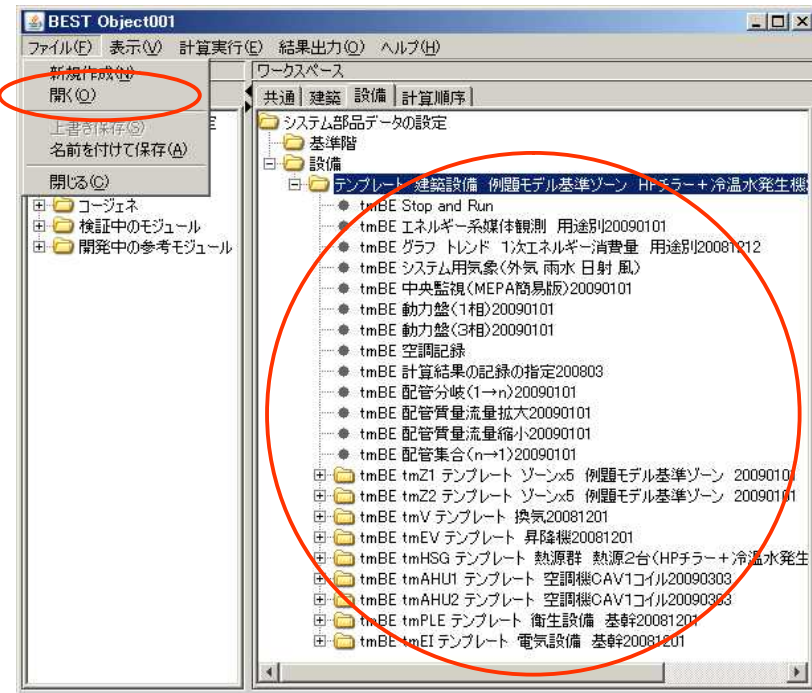 BEST Object001
ファイル(F) 表示(V) 計算実行(E) 結果出力(O) ヘルプ(H)
新規作成(N)
開く(O)
上書き保存(S)
名前を付けて保存(A)
閉じる(C)
コージェネ
検証中のモジュール
開発中の参考モジュール
ワークスペース
共通 建築 設備 計算順序
システム部品データの設定
基準階
設備
テンプレート 建築設備 例題モデル基準ゾーン HPチラー+冷温水発生機
tmBE Stop and Run
tmBE エネルギー系媒体観測 用途別20090101
tmBE グラフ トレンド 1次エネルギー消費量 用途別20081212
tmBE システム用気象(外気 雨水 日射 風)
tmBE 中央監視(MEPA簡易版)20090101
tmBE 動力盤(1相)20090101
tmBE 動力盤(3相)20090101
tmBE 空調記録
tmBE 計算結果の記録の指定200803
tmBE 配管分岐(1→n)20090101
tmBE 配管質量流量拡大20090101
tmBE 配管質量流量縮小20090101
tmBE 配管集合(n→1)20090101
tmBE tmZ1 テンプレート ゾーンx5 例題モデル基準ゾーン 20090101
tmBE tmZ2 テンプレート ゾーンx5 例題モデル基準ゾーン 20090101
tmBE tmV テンプレート 換気20081201
tmBE tmEV テンプレート 昇降機20081201
tmBE tmHSG テンプレート 熱源群 熱源2台(HPチラー+冷温水発生
tmBE tmAHU1 テンプレート 空調機CAV1コイル20090303
tmBE tmAHU2 テンプレート 空調機CAV1コイル20090303
tmBE tmPLE テンプレート 衛生設備 基幹20081201
tmBE tmEI テンプレート 電気設備 基幹20081201